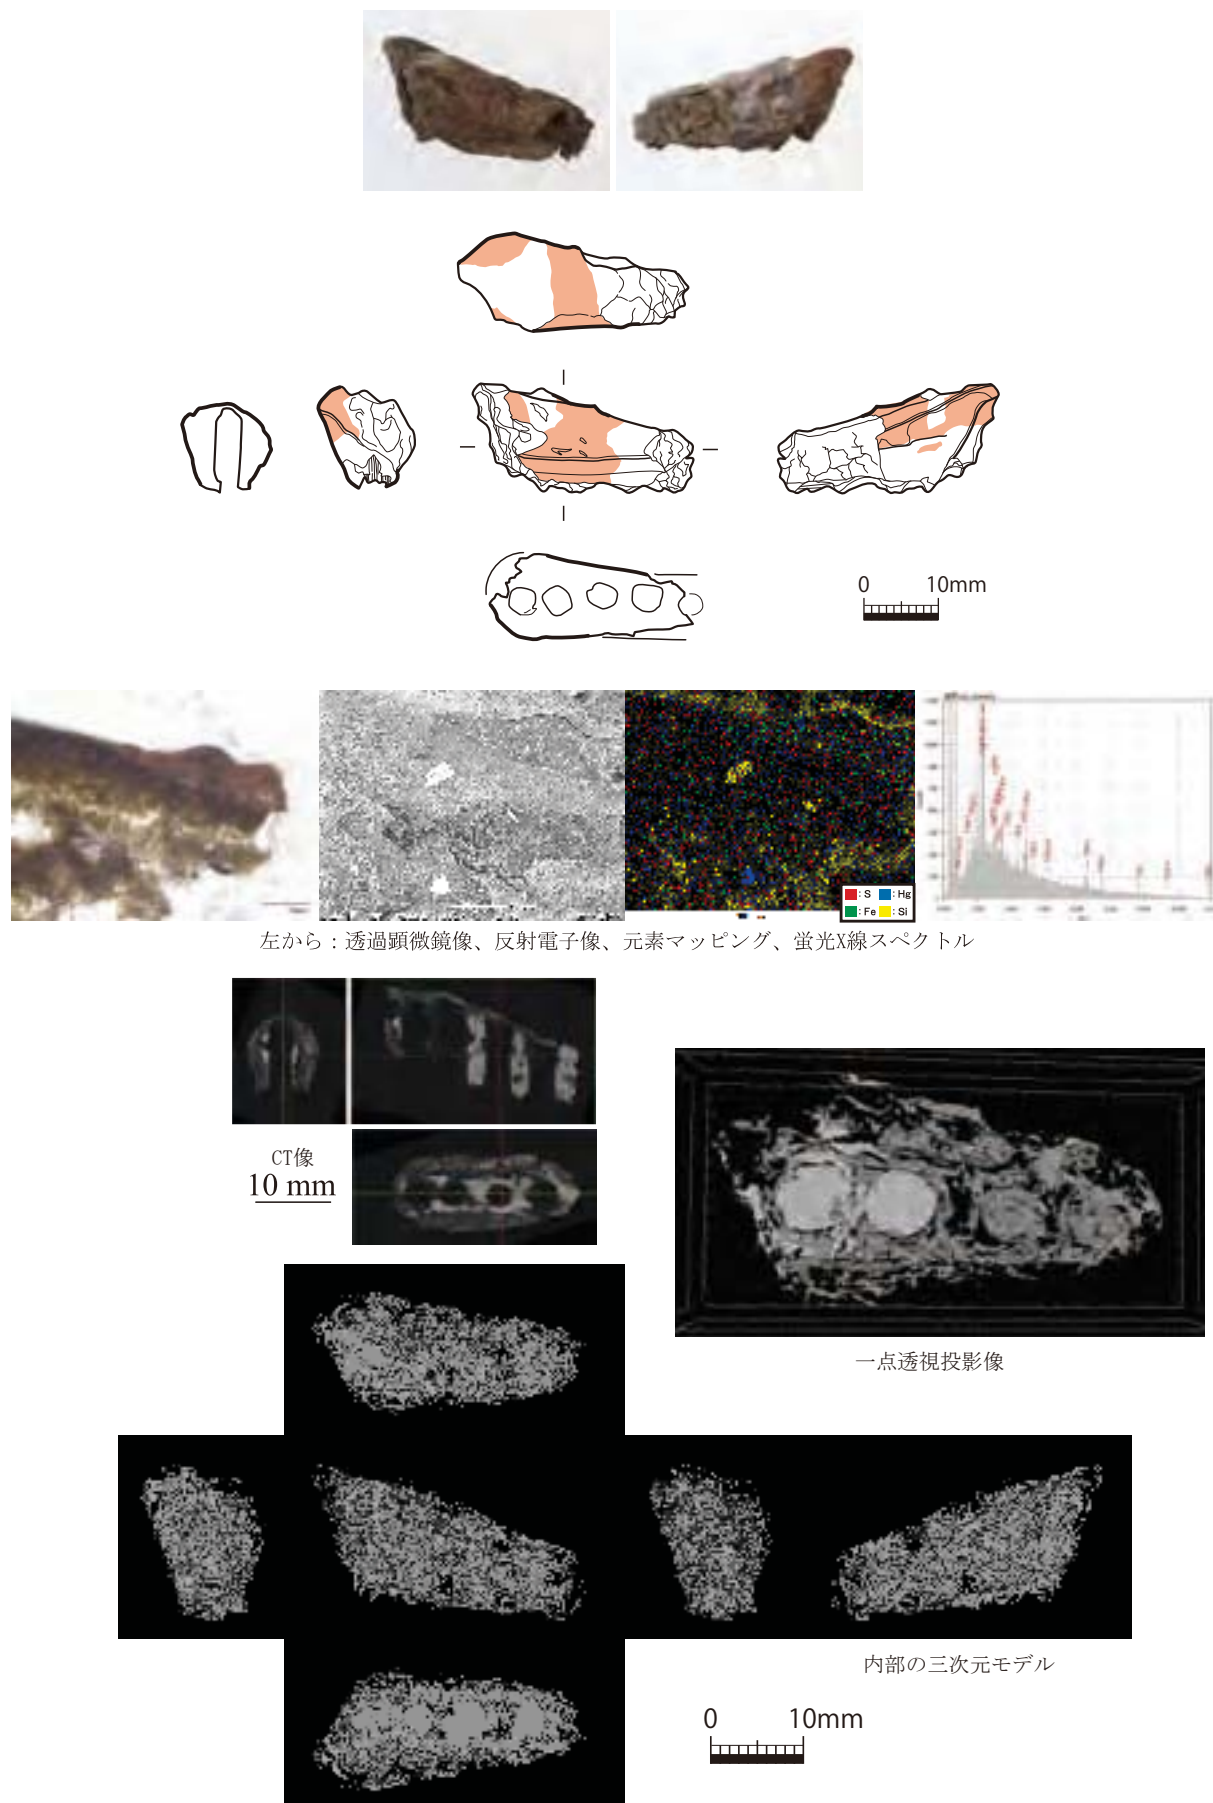 0 10mm
:S :Hg
:Fe :Si
左から：透過顕微鏡像、反射電子像、元素マッピング、蛍光X線スペクトル
CT像
10 mm
一点透視投影像
内部の三次元モデル
0 10mm